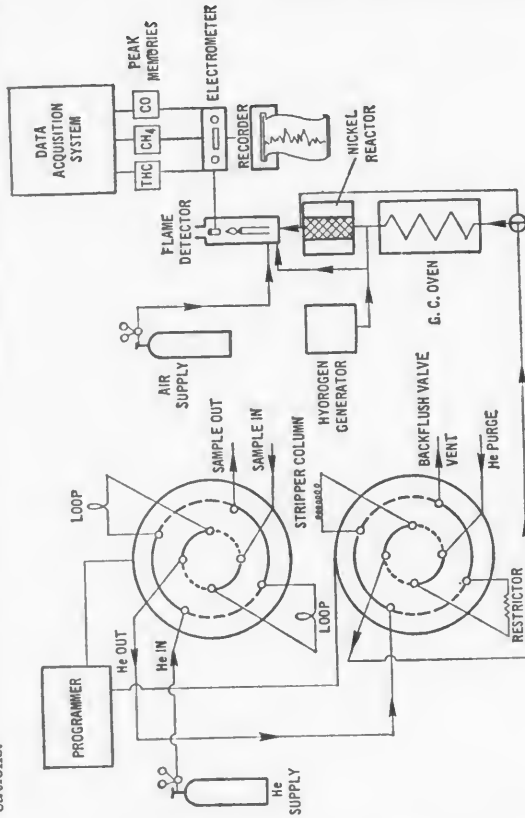 PROGRAMMER
LOOP
He OUT
He IN
SAMPLE OUT
SAMPLE IN
LOOP
He
SUPPLY
STRIPPER COLUMN
BACKFLUSH VALVE
VENT
He PURGE
RESTRICTOR
AIR
SUPPLY
FLAME
DETECTOR
HYDROGEN
GENERATOR
G. C. OVEN
NICKEL
REACTOR
RECORDER
ELECTROMETER
DATA
ACQUISITION
SYSTEM
THC
CH4
CO
PEAK
MEMORIES